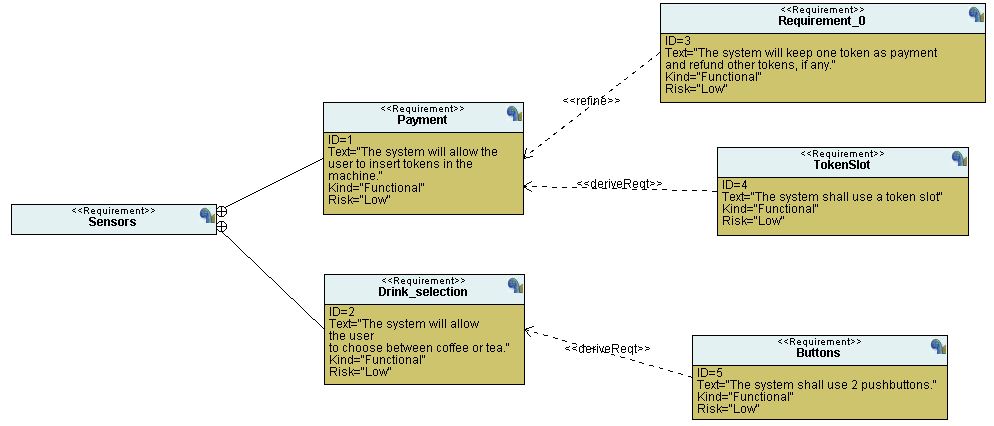 <<Requirement>>
Requirement_0
ID=3
Text="The system will keep one token as payment
and refund other tokens, if any."
Kind="Functional"
Risk="Low"
<<refine>>
<<Requirement>>
Payment
ID=1
Text="The system will allow the
user to insert tokens in the
machine."
Kind="Functional"
Risk="Low"
<<Requirement>>
TokenSlot
ID=4
Text="The system shall use a token slot"
Kind="Functional"
Risk="Low"
<<deriveReqt>>
<<Requirement>>
Sensors
<<Requirement>>
Drink_selection
ID=2
Text="The system will allow
the user
to choose between coffee or tea."
Kind="Functional"
Risk="Low"
<<deriveReqt>>
<<Requirement>>
Buttons
ID=5
Text="The system shall use 2 pushbuttons."
Kind="Functional"
Risk="Low"